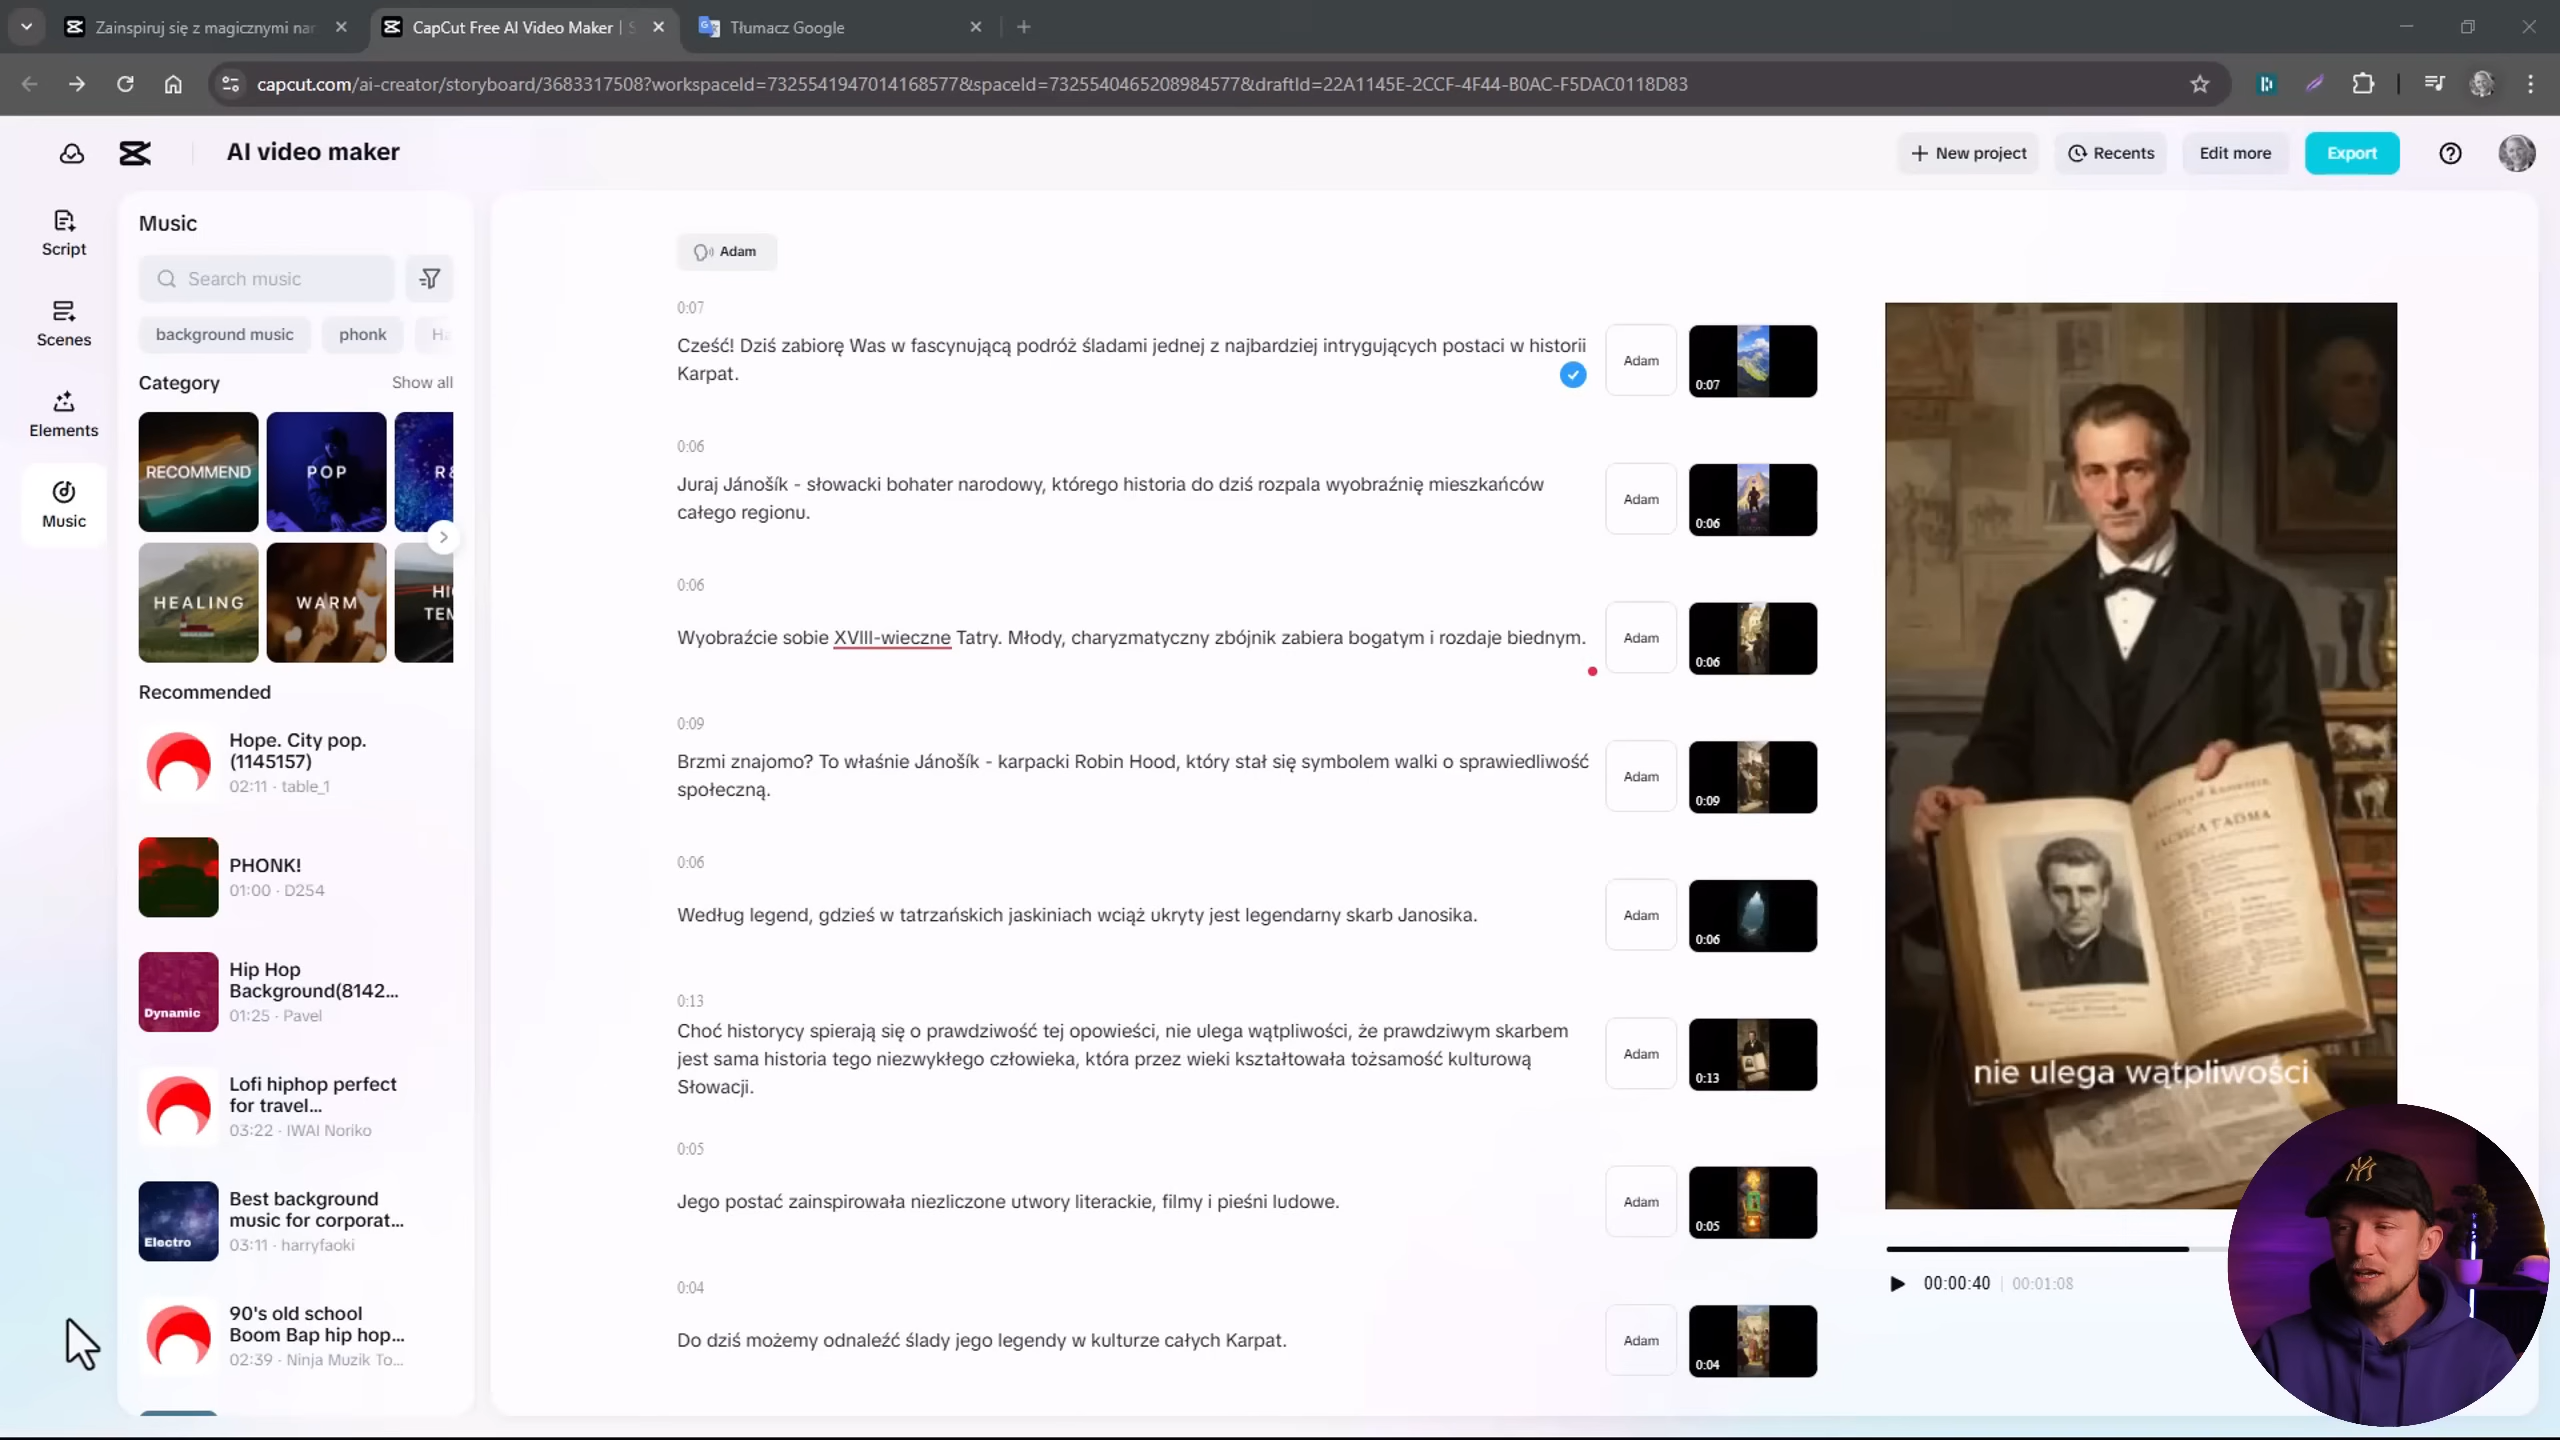 Zainspiruj się z magicznymi nar
CapCut Free AI Video Maker | S
Tłumacz Google
capcut.com/ai-creator/storyboard/3683317508?workspaceId=7325541947014168577&spaceId=7325540465208984577&draftId=22A1145E-2CCF-4F44-B0AC-F5DAC0118D83
AI video maker
New project
Recents
Edit more
Export
Script
Scenes
Elements
Music
Music
Search music
background music
phonk
Ha
Category
Show all
RECOMMEND
POP
R&
HEALING
WARM
HI
TEM
Recommended
Hope. City pop.
(1145157)
02:11 · table_1
PHONK!
01:00 · D254
Hip Hop
Background(8142...
01:25 · Pavel
Dynamic
Lofi hiphop perfect
for travel...
03:22 · IWAI Noriko
Best background
music for corporat...
03:11 · harryfaoki
Electro
90's old school
Boom Bap hip hop...
02:39 · Ninja Muzik To...
Adam
0:07
Cześć! Dziś zabiorę Was w fascynującą podróż śladami jednej z najbardziej intrygujących postaci w historii
Karpat.
Adam
0:07
0:06
Juraj Jánošík - słowacki bohater narodowy, którego historia do dziś rozpala wyobraźnię mieszkańców
całego regionu.
Adam
0:06
0:06
Wyobraźcie sobie XVIII-wieczne Tatry. Młody, charyzmatyczny zbójnik zabiera bogatym i rozdaje biednym.
Adam
0:06
0:09
Brzmi znajomo? To właśnie Jánošík - karpacki Robin Hood, który stał się symbolem walki o sprawiedliwość
społeczną.
Adam
0:09
0:06
Według legend, gdzieś w tatrzańskich jaskiniach wciąż ukryty jest legendarny skarb Janosika.
Adam
0:06
0:13
Choć historycy spierają się o prawdziwość tej opowieści, nie ulega wątpliwości, że prawdziwym skarbem
jest sama historia tego niezwykłego człowieka, która przez wieki kształtowała tożsamość kulturową
Słowacji.
Adam
0:13
0:05
Jego postać zainspirowała niezliczone utwory literackie, filmy i pieśni ludowe.
Adam
0:05
0:04
Do dziś możemy odnaleźć ślady jego legendy w kulturze całych Karpat.
Adam
0:04
nie ulega wątpliwości
00:00:40 | 00:01:08